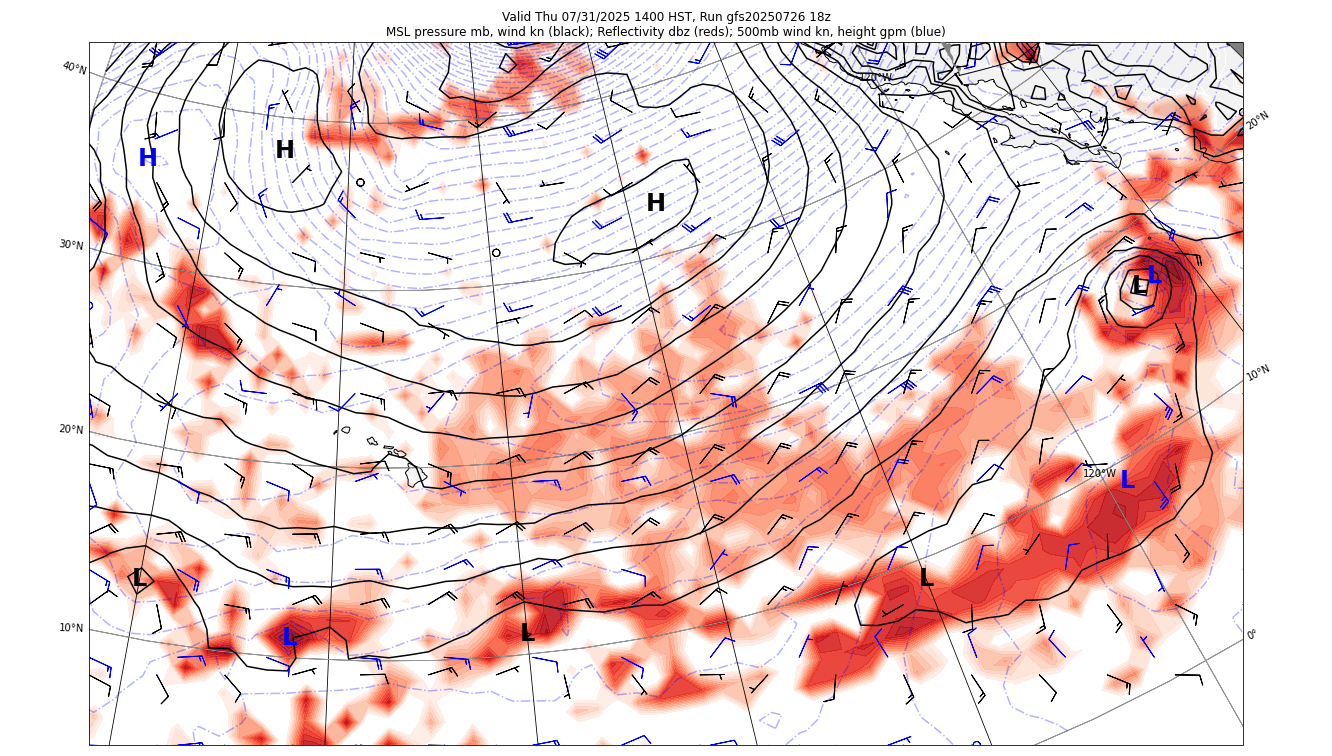 Valid Thu 07/31/2025 1400 HST, Run gfs20250726 18z
MSL pressure mb, wind kn (black); Reflectivity dbz (reds); 500mb wind kn, height gpm (blue)
40°N
120°W
20°N
H
H
H
30°N
L
L
10°N
20°N
120°W
L
L
L
10°N
L
L
0°